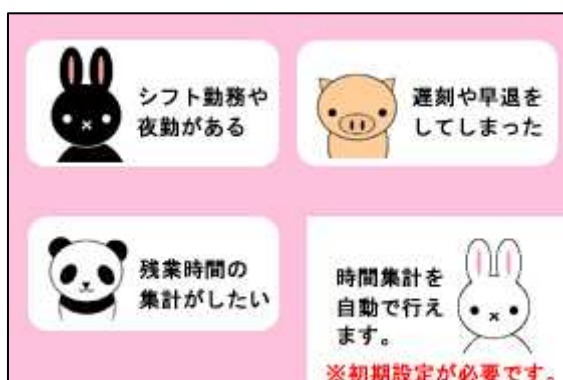 シフト勤務や
夜勤がある
遅刻や早退を
してしまった
残業時間の
集計がしたい
時間集計を
自動で行え
ます。
※初期設定が必要です。